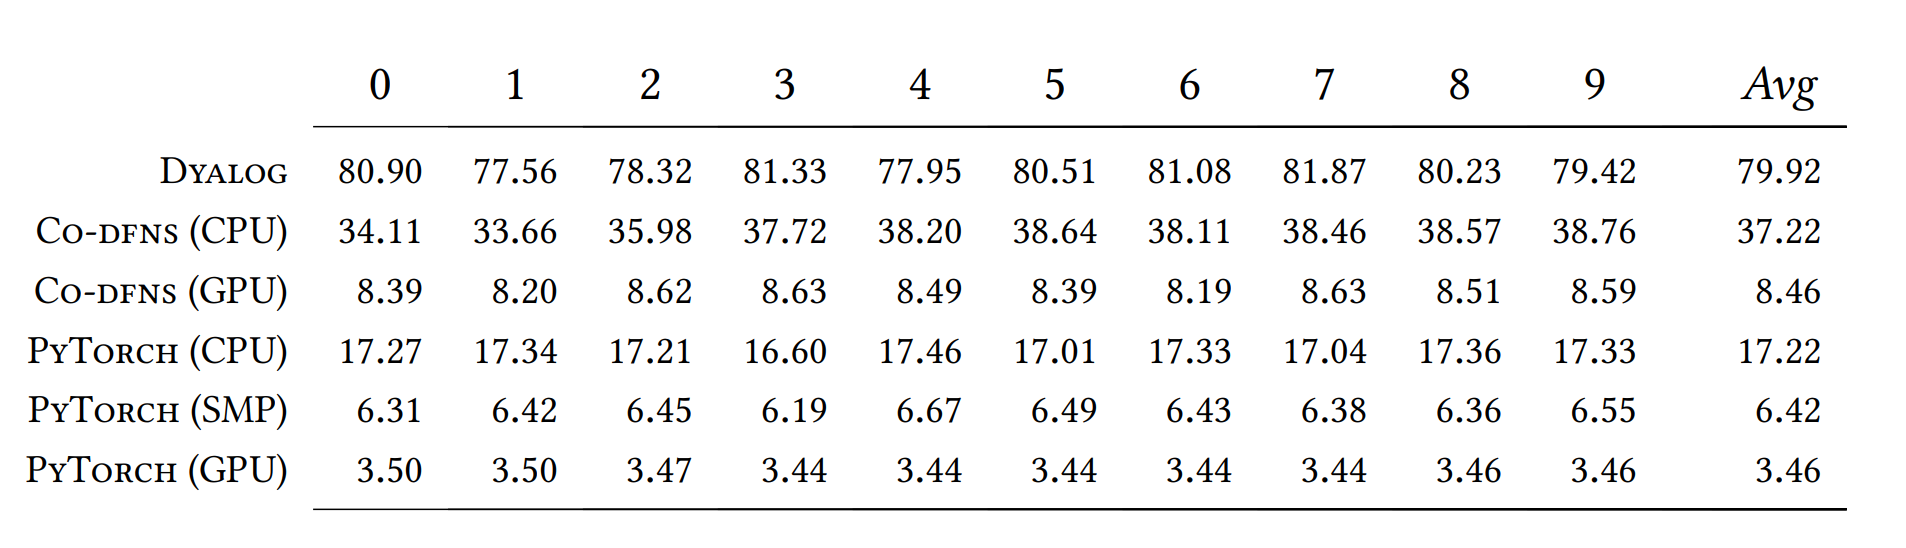 0 1 2 3 4 5 6 7 8 9 Avg
Dyalog 80.90 77.56 78.32 81.33 77.95 80.51 81.08 81.87 80.23 79.42 79.92
Co-dfns (CPU) 34.11 33.66 35.98 37.72 38.20 38.64 38.11 38.46 38.57 38.76 37.22
Co-dfns (GPU) 8.39 8.20 8.62 8.63 8.49 8.39 8.19 8.63 8.51 8.59 8.46
PyTorch (CPU) 17.27 17.34 17.21 16.60 17.46 17.01 17.33 17.04 17.36 17.33 17.22
PyTorch (SMP) 6.31 6.42 6.45 6.19 6.67 6.49 6.43 6.38 6.36 6.55 6.42
PyTorch (GPU) 3.50 3.50 3.47 3.44 3.44 3.44 3.44 3.44 3.46 3.46 3.46